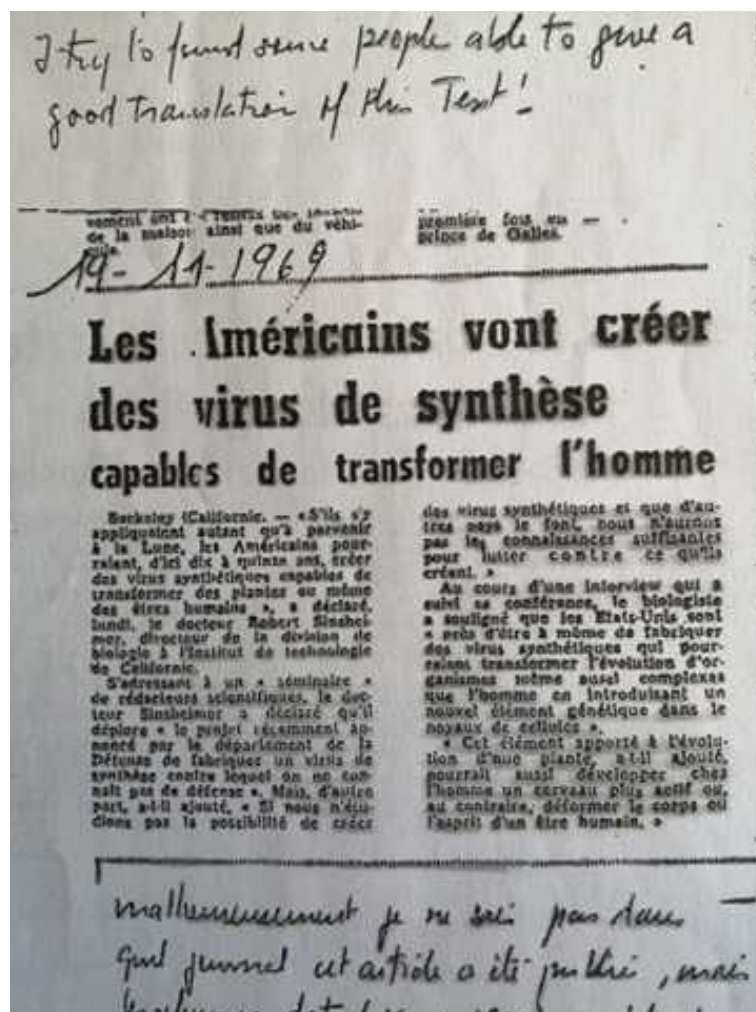 I try to found some people able to give a
good translation of this Text!
de la maison ainsi que du véhi-
première fois en
prince de Galles.
19-11-1969
Les Américains vont créer
des virus de synthèse
capables de transformer l'homme
Berkeley (Californie. — « S'ils s'y
appliquaient autant qu'à parvenir
à la Lune, les Américains pour-
raient, d'ici dix à quinze ans, créer
des virus synthétiques capables de
transformer des plantes ou même
des êtres humains », a déclaré,
lundi, le docteur Robert Sinshei-
mer, directeur de la division de
biologie à l'Institut de technologie
de Californie.
S'adressant à un « séminaire »
de rédacteurs scientifiques, le doc-
teur Sinsheimer a déclaré qu'il
déplore « le projet récemment an-
noncé par le département de la
Défense de fabriquer un virus de
synthèse contre lequel on ne con-
naît pas de défense ». Mais, d'autre
part, a-t-il ajouté, « Si nous n'étu-
dions pas la possibilité de créer
des virus synthétiques et que d'au-
tres pays le font, nous n'aurons
pas les connaissances suffisantes
pour lutter contre ce qu'ils
créent. »
Au cours d'une interview qui a
suivi sa conférence, le biologiste
a souligné que les Etats-Unis sont
« près d'être à même de fabriquer
des virus synthétiques qui pour-
raient transformer l'évolution d'or-
ganismes même aussi complexes
que l'homme en introduisant un
nouvel élément génétique dans le
noyaux de cellules ».
« Cet élément apporté à l'évolu-
tion d'une plante, a-t-il ajouté,
pourrait aussi développer chez
l'homme un cerveau plus actif ou,
au contraire, déformer le corps ou
l'esprit d'un être humain. »
malheureusement je ne sais pas dans
quel journal cet article a été publié, mais